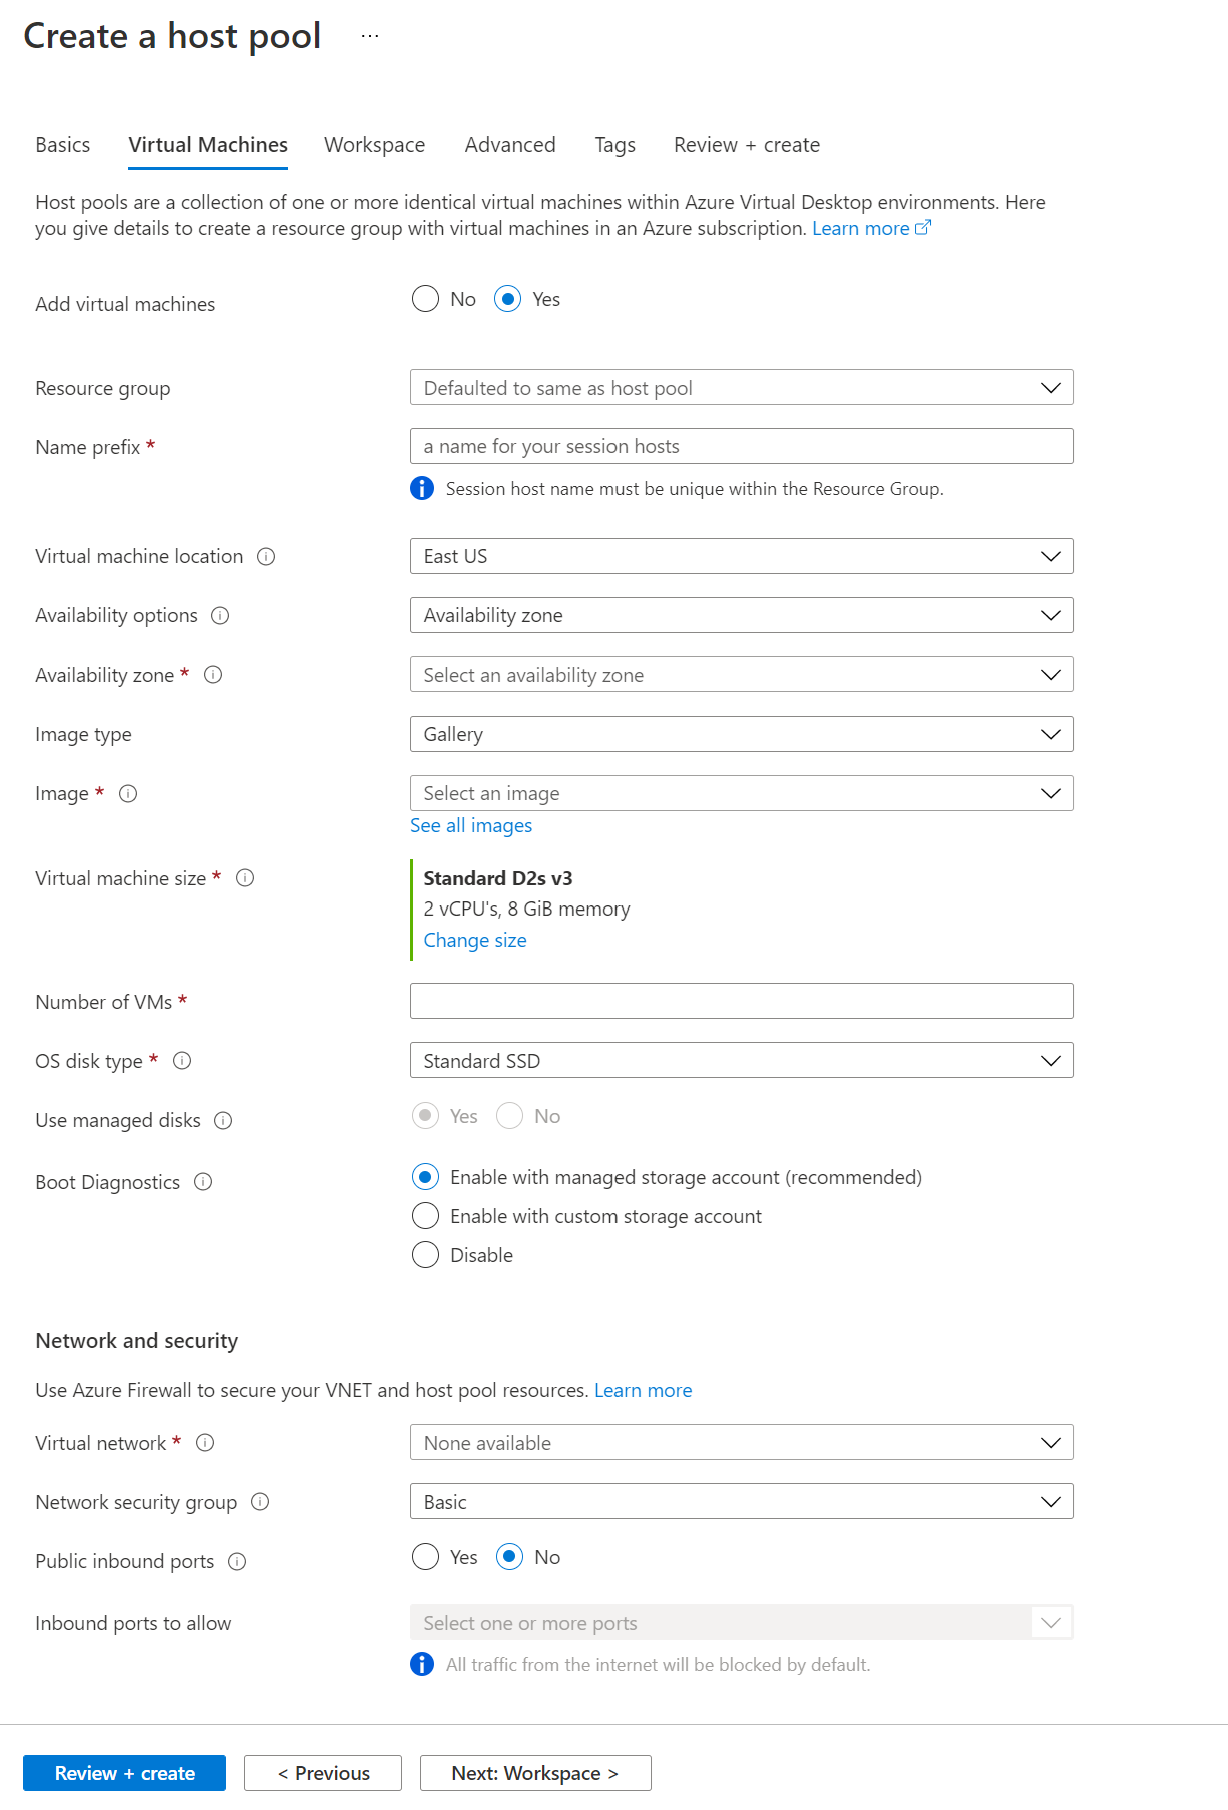 Create a host pool ...
Basics Virtual Machines Workspace Advanced Tags Review + create
Host pools are a collection of one or more identical virtual machines within Azure Virtual Desktop environments. Here
you give details to create a resource group with virtual machines in an Azure subscription. Learn more
Add virtual machines No Yes
Resource group Defaulted to same as host pool
Name prefix * a name for your session hosts
Session host name must be unique within the Resource Group.
Virtual machine location East US
Availability options Availability zone
Availability zone * Select an availability zone
Image type Gallery
Image * Select an image
See all images
Virtual machine size * Standard D2s v3
2 vCPU's, 8 GiB memory
Change size
Number of VMs *
OS disk type * Standard SSD
Use managed disks Yes No
Boot Diagnostics Enable with managed storage account (recommended)
Enable with custom storage account
Disable
Network and security
Use Azure Firewall to secure your VNET and host pool resources. Learn more
Virtual network * None available
Network security group Basic
Public inbound ports Yes No
Inbound ports to allow Select one or more ports
All traffic from the internet will be blocked by default.
Review + create < Previous Next: Workspace >